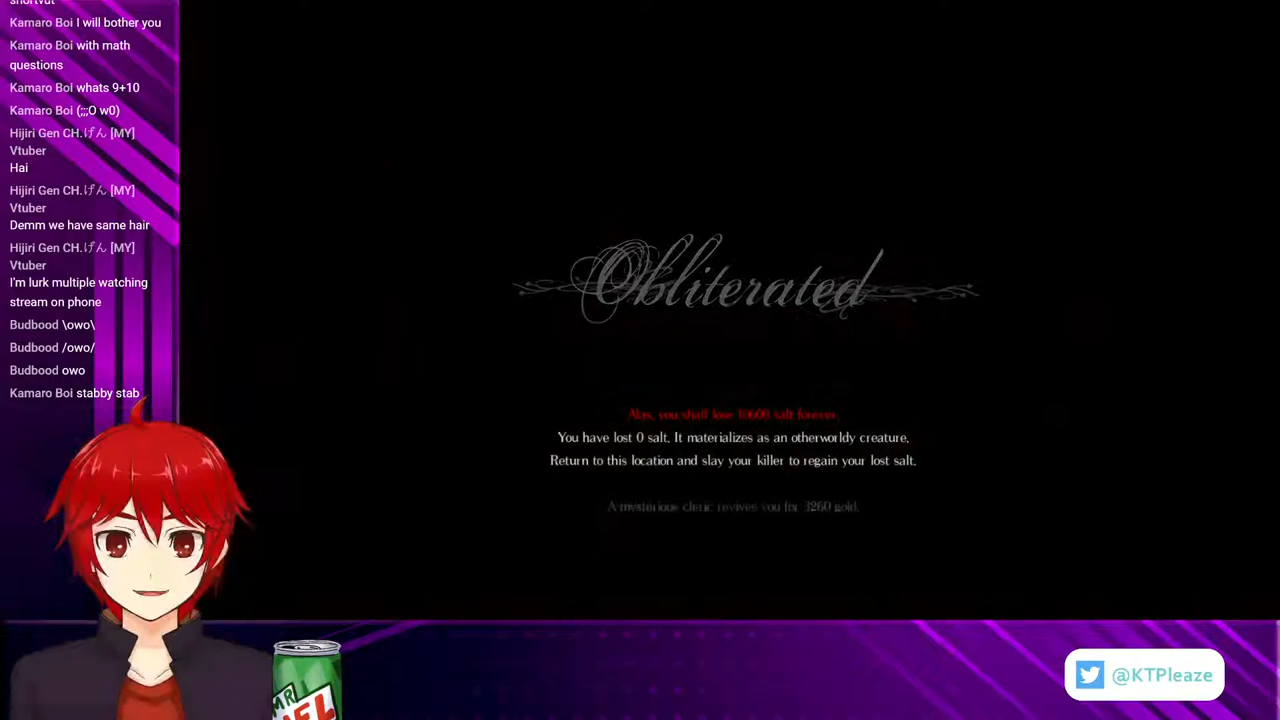 Kamaro Boi I will bother you
Kamaro Boi with math
questions
Kamaro Boi whats 9+10
Kamaro Boi (;;;O w0)
Hijiri Gen CH.げん [MY]
Vtuber
Hai
Hijiri Gen CH.げん [MY]
Vtuber
Demm we have same hair
Hijiri Gen CH.げん [MY]
Vtuber
I'm lurk multiple watching
stream on phone
Budbood \owo\
Budbood /owo/
Budbood owo
Kamaro Boi stabby stab
Obliterated
Alas, you shall lose 10600 salt forever.
You have lost 0 salt. It materializes as an otherworldy creature.
Return to this location and slay your killer to regain your lost salt.
A mysterious cleric revives you for 3260 gold.
@KTPleaze